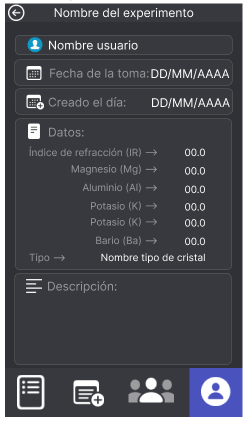 Nombre del experimento
Nombre usuario
Fecha de la toma: DD/MM/AAAA
Creado el día: DD/MM/AAAA
Datos:
Índice de refracción (IR) → 00.0
Magnesio (Mg) → 00.0
Aluminio (Al) → 00.0
Potasio (K) → 00.0
Potasio (K) → 00.0
Bario (Ba) → 00.0
Tipo → Nombre tipo de cristal
Descripción: